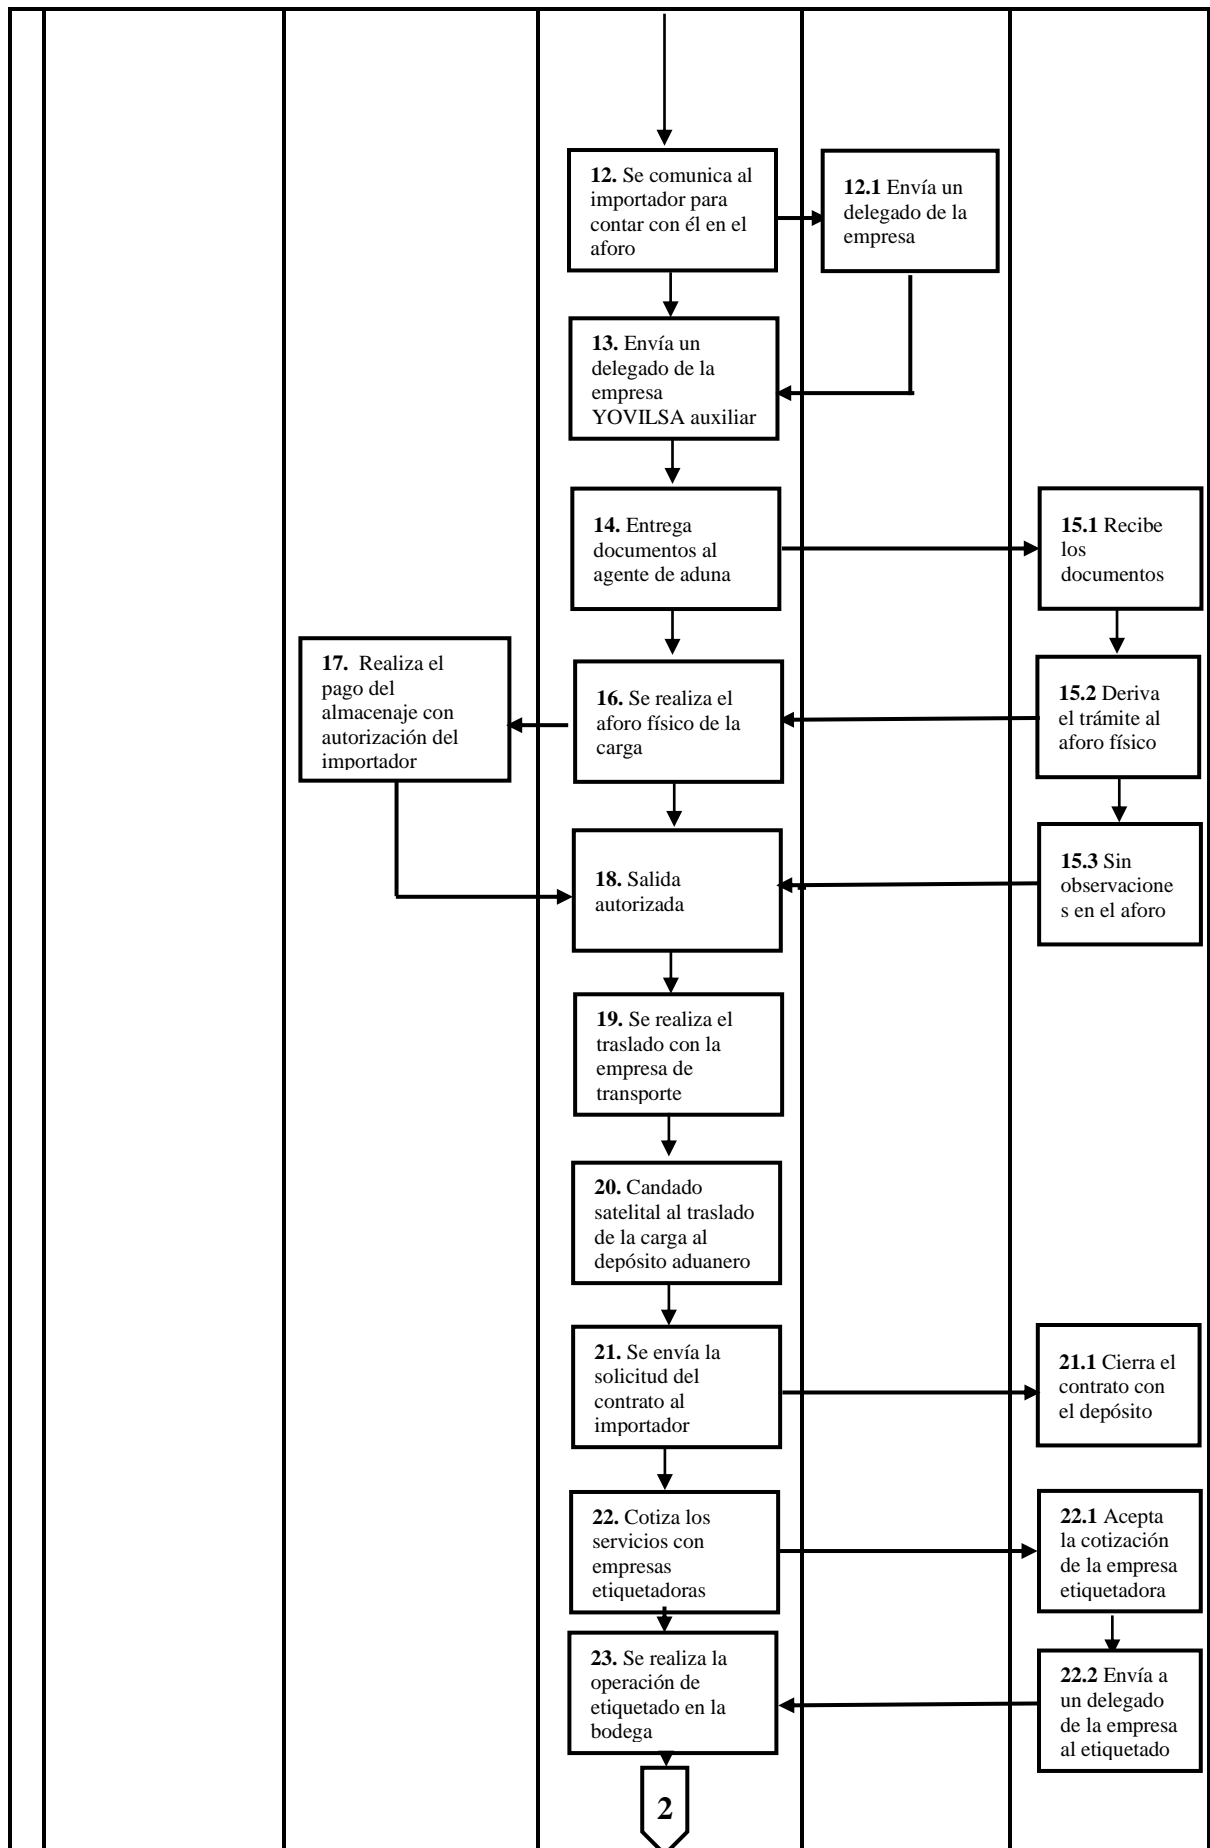 12. Se comunica al
importador para
contar con él en el
aforo
12.1 Envía un
delegado de la
empresa
13. Envía un
delegado de la
empresa
YOVILSA auxiliar
14. Entrega
documentos al
agente de aduna
15.1 Recibe
los
documentos
17. Realiza el
pago del
almacenaje con
autorización del
importador
16. Se realiza el
aforo físico de la
carga
15.2 Deriva
el trámite al
aforo físico
18. Salida
autorizada
15.3 Sin
observacione
s en el aforo
19. Se realiza el
traslado con la
empresa de
transporte
20. Candado
satelital al traslado
de la carga al
depósito aduanero
21. Se envía la
solicitud del
contrato al
importador
21.1 Cierra el
contrato con
el depósito
22. Cotiza los
servicios con
empresas
etiquetadoras
22.1 Acepta
la cotización
de la empresa
etiquetadora
23. Se realiza la
operación de
etiquetado en la
bodega
22.2 Envía a
un delegado
de la empresa
al etiquetado
2